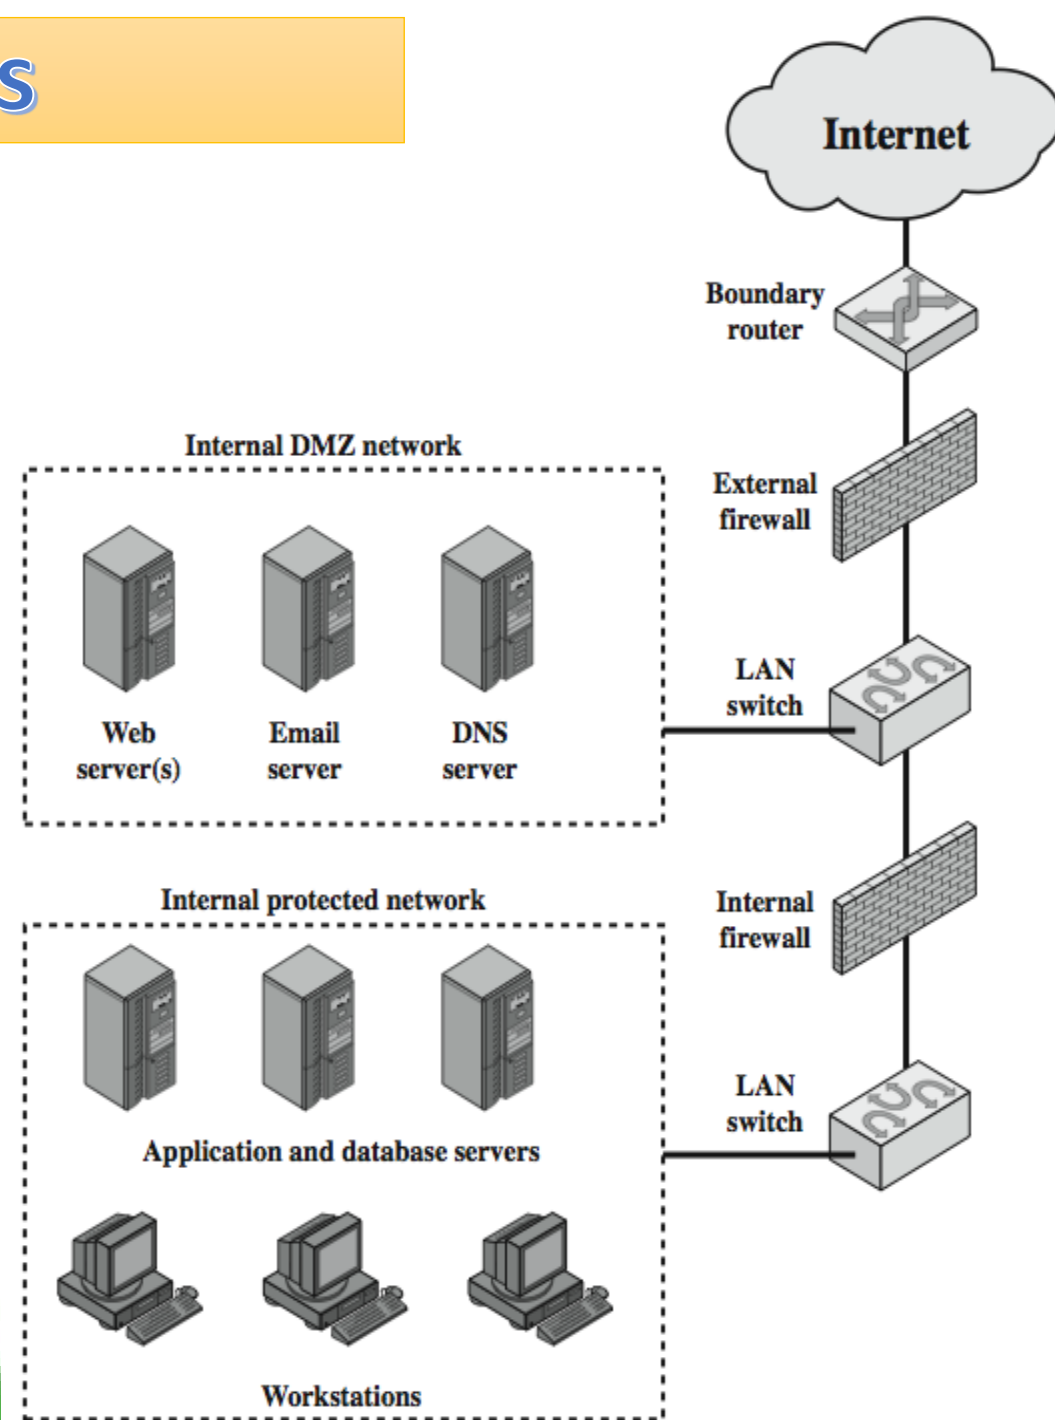 s
Internet
Boundary
router
Internal DMZ network
External
firewall
LAN
switch
Web
server(s)
Email
server
DNS
server
Internal protected network
Internal
firewall
LAN
switch
Application and database servers
Workstations